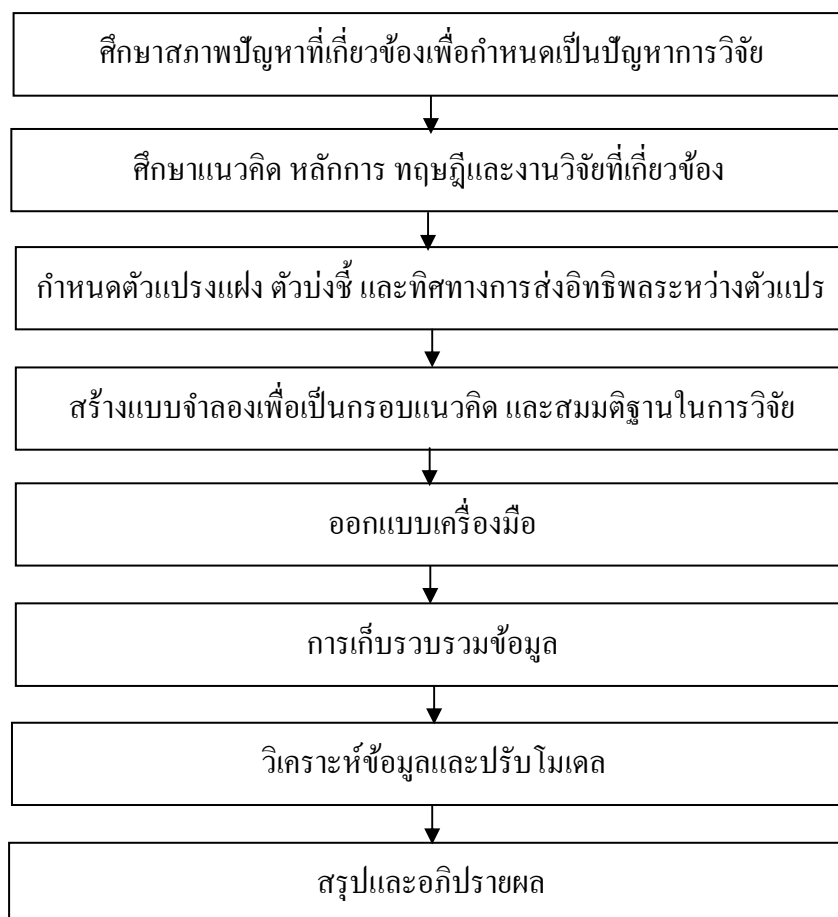 ศึกษาสภาพปัญหาที่เกี่ยวข้องเพื่อกำหนดเป็นปัญหาการวิจัย
ศึกษาแนวคิด หลักการ ทฤษฎีและงานวิจัยที่เกี่ยวข้อง
กำหนดตัวแปรแฝง ตัวบ่งชี้ และทิศทางการส่งอิทธิพลระหว่างตัวแปร
สร้างแบบจำลองเพื่อเป็นกรอบแนวคิด และสมมติฐานในการวิจัย
ออกแบบเครื่องมือ
การเก็บรวบรวมข้อมูล
วิเคราะห์ข้อมูลและปรับโมเดล
สรุปและอภิปรายผล